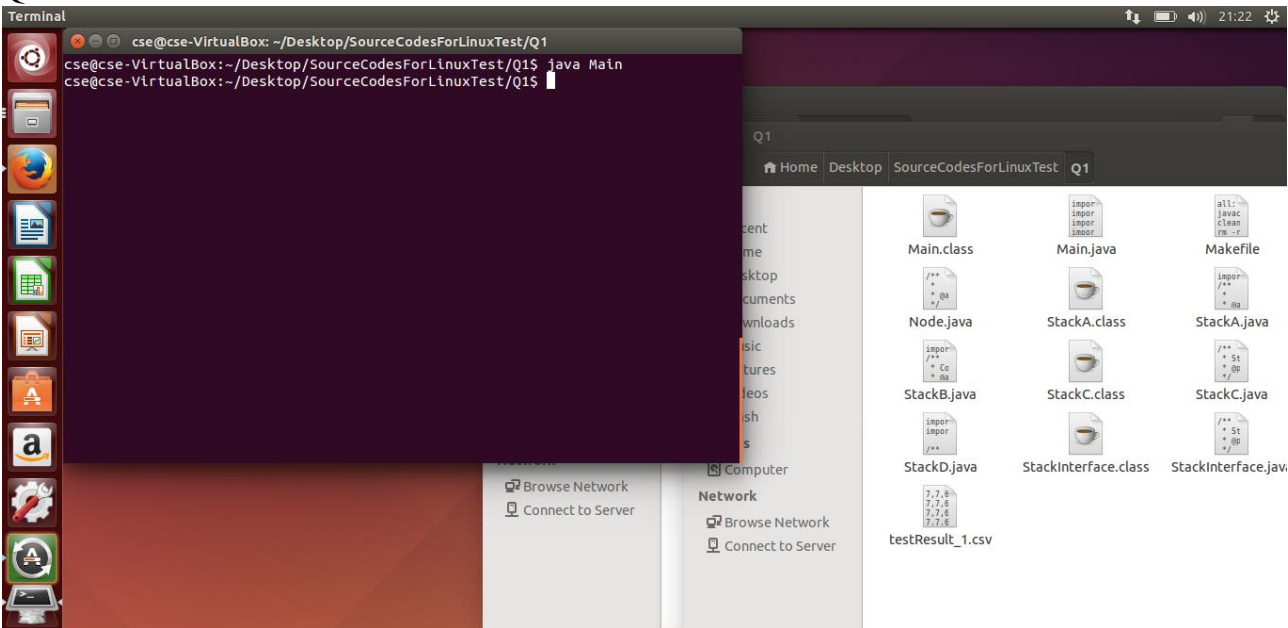 Terminal
21:22
cse@cse-VirtualBox: ~/Desktop/SourceCodesForLinuxTest/Q1
cse@cse-VirtualBox:~/Desktop/SourceCodesForLinuxTest/Q1$ java Main
cse@cse-VirtualBox:~/Desktop/SourceCodesForLinuxTest/Q1$
Q1
Home Desktop SourceCodesForLinuxTest Q1
Main.class Main.java Makefile
Node.java StackA.class StackA.java
StackB.java StackC.class StackC.java
StackD.java StackInterface.class StackInterface.jav
testResult_1.csv
Computer
Network
Browse Network
Connect to Server
Browse Network
Connect to Server